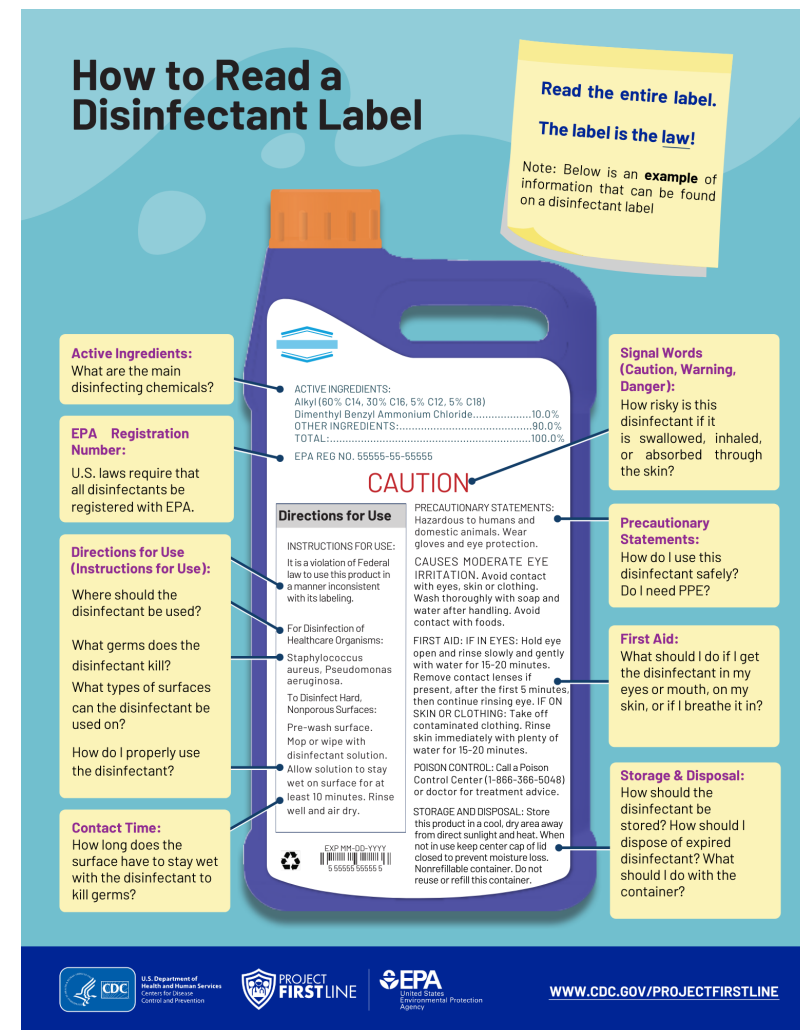 How to Read a
Disinfectant Label
Read the entire label.
The label is the law!
Note: Below is an example of
information that can be found
on a disinfectant label
Active Ingredients:
What are the main
disinfecting chemicals?
EPA Registration
Number:
U.S. laws require that
all disinfectants be
registered with EPA.
Directions for Use
(Instructions for Use):
Where should the
disinfectant be used?
What germs does the
disinfectant kill?
What types of surfaces
can the disinfectant be
used on?
How do I properly use
the disinfectant?
Contact Time:
How long does the
surface have to stay wet
with the disinfectant to
kill germs?
ACTIVE INGREDIENTS:
Alkyl (60% C14, 30% C16, 5% C12, 5% C18)
Dimenthyl Benzyl Ammonium Chloride...................10.0%
OTHER INGREDIENTS:............................................90.0%
TOTAL:..................................................................100.0%
EPA REG NO. 55555-55-55555
CAUTION
Directions for Use
INSTRUCTIONS FOR USE:
It is a violation of Federal
law to use this product in
a manner inconsistent
with its labeling.
For Disinfection of
Healthcare Organisms:
Staphylococcus
aureus, Pseudomonas
aeruginosa.
To Disinfect Hard,
Nonporous Surfaces:
Pre-wash surface.
Mop or wipe with
disinfectant solution.
Allow solution to stay
wet on surface for at
least 10 minutes. Rinse
well and air dry.
EXP MM-DD-YYYY
5 55555 55555 5
PRECAUTIONARY STATEMENTS:
Hazardous to humans and
domestic animals. Wear
gloves and eye protection.
CAUSES MODERATE EYE
IRRITATION. Avoid contact
with eyes, skin or clothing.
Wash thoroughly with soap and
water after handling. Avoid
contact with foods.
FIRST AID: IF IN EYES: Hold eye
open and rinse slowly and gently
with water for 15-20 minutes.
Remove contact lenses if
present, after the first 5 minutes,
then continue rinsing eye. IF ON
SKIN OR CLOTHING: Take off
contaminated clothing. Rinse
skin immediately with plenty of
water for 15-20 minutes.
POISON CONTROL: Call a Poison
Control Center (1-866-366-5048)
or doctor for treatment advice.
STORAGE AND DISPOSAL: Store
this product in a cool, dry area away
from direct sunlight and heat. When
not in use keep center cap of lid
closed to prevent moisture loss.
Nonrefillable container. Do not
reuse or refill this container.
Signal Words
(Caution, Warning,
Danger):
How risky is this
disinfectant if it
is swallowed, inhaled,
or absorbed through
the skin?
Precautionary
Statements:
How do I use this
disinfectant safely?
Do I need PPE?
First Aid:
What should I do if I get
the disinfectant in my
eyes or mouth, on my
skin, or if I breathe it in?
Storage & Disposal:
How should the
disinfectant be
stored? How should I
dispose of expired
disinfectant? What
should I do with the
container?
CDC
U.S. Department of
Health and Human Services
Centers for Disease
Control and Prevention
PROJECT
FIRSTLINE
EPA
United States
Environmental Protection
Agency
WWW.CDC.GOV/PROJECTFIRSTLINE